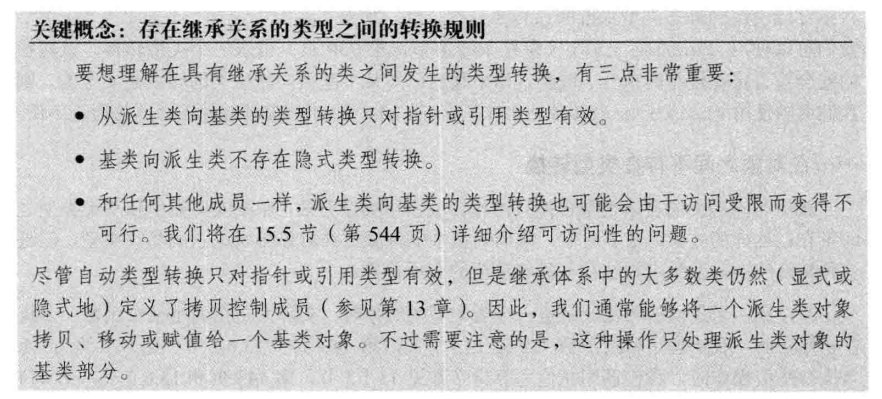 关键概念：存在继承关系的类型之间的转换规则
要想理解在具有继承关系的类之间发生的类型转换，有三点非常重要：
• 从派生类向基类的类型转换只对指针或引用类型有效。
• 基类向派生类不存在隐式类型转换。
• 和任何其他成员一样，派生类向基类的类型转换也可能会由于访问受限而变得不
可行。我们将在 15.5 节（第 544 页）详细介绍可访问性的问题。
尽管自动类型转换只对指针或引用类型有效，但是继承体系中的大多数类仍然（显式或
隐式地）定义了拷贝控制成员（参见第 13 章）。因此，我们通常能够将一个派生类对象
拷贝、移动或赋值给一个基类对象。不过需要注意的是，这种操作只处理派生类对象的
基类部分。